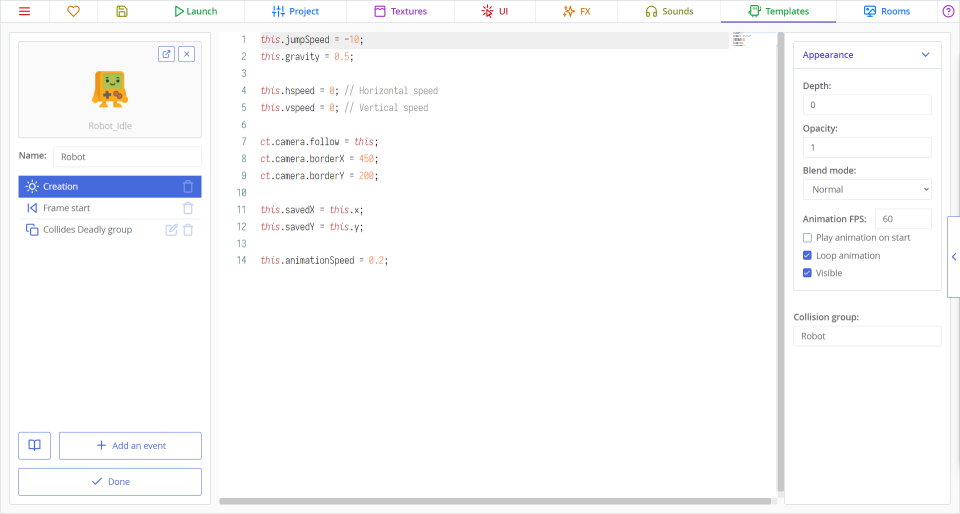 Launch
Project
Textures
UI
FX
Sounds
Templates
Rooms
Robot_Idle
Name:
Robot
Creation
Frame start
Collides Deadly group
Add an event
Done
1 this.jumpSpeed = -10;
2 this.gravity = 0.5;
3
4 this.hspeed = 0; // Horizontal speed
5 this.vspeed = 0; // Vertical speed
6
7 ct.camera.follow = this;
8 ct.camera.borderX = 450;
9 ct.camera.borderY = 200;
10
11 this.savedX = this.x;
12 this.savedY = this.y;
13
14 this.animationSpeed = 0.2;
Appearance
Depth:
0
Opacity:
1
Blend mode:
Normal
Animation FPS: 60
Play animation on start
Loop animation
Visible
Collision group:
Robot